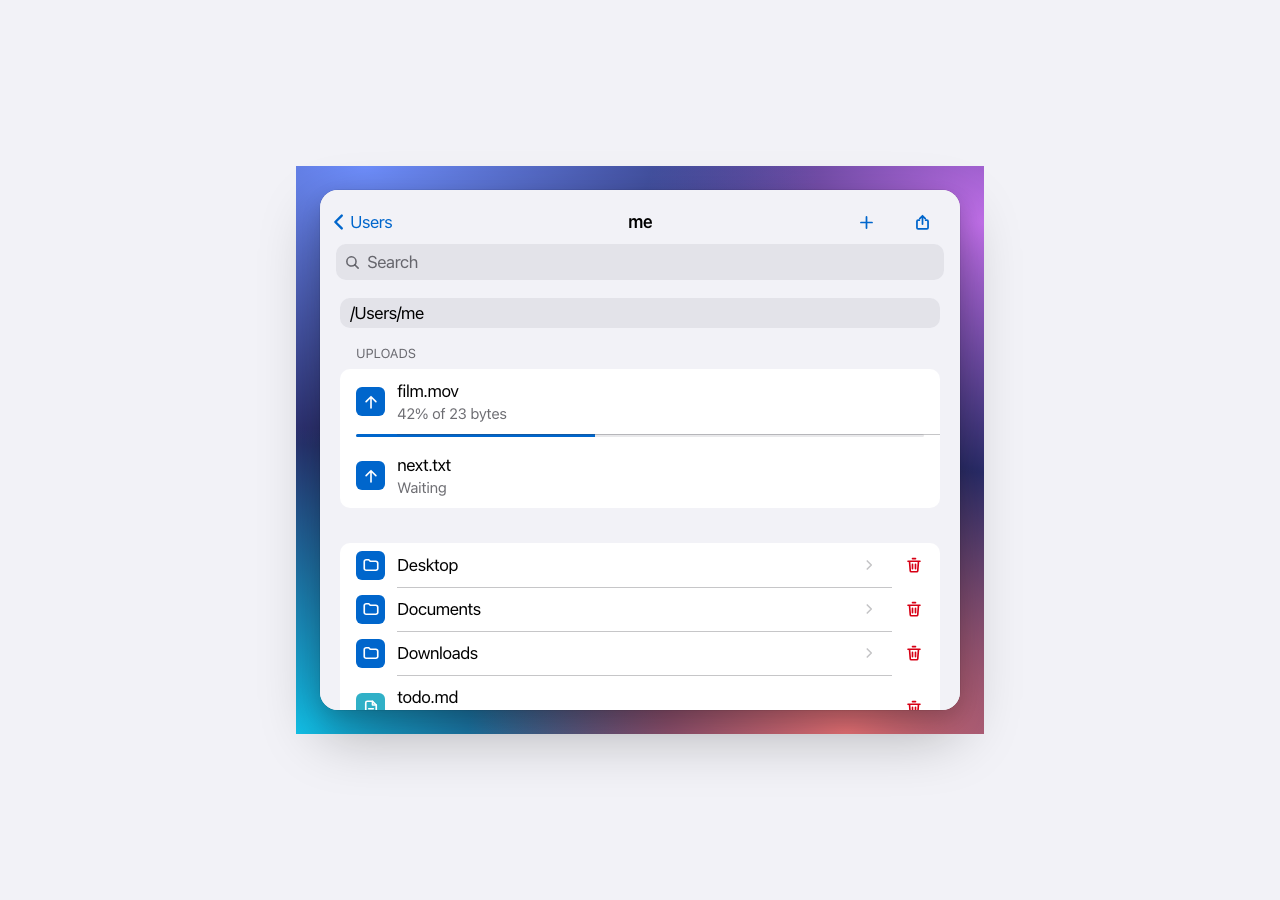 Users
me
Search
/Users/me
UPLOADS
film.mov
42% of 23 bytes
next.txt
Waiting
Desktop
Documents
Downloads
todo.md